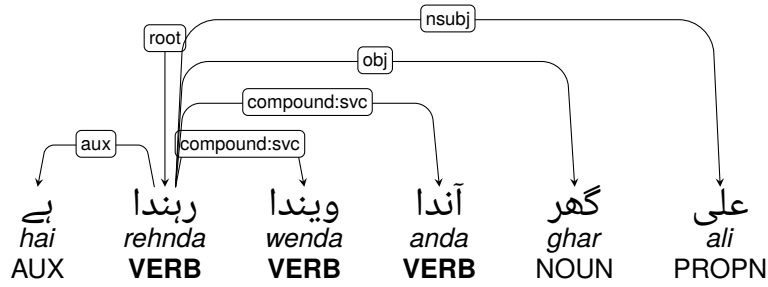 nsubj
root
obj
compound:svc
aux compound:svc
علی گھر آندا ویندا رہندا ہے
hai rehnda wenda anda ghar ali
AUX VERB VERB VERB NOUN PROPN